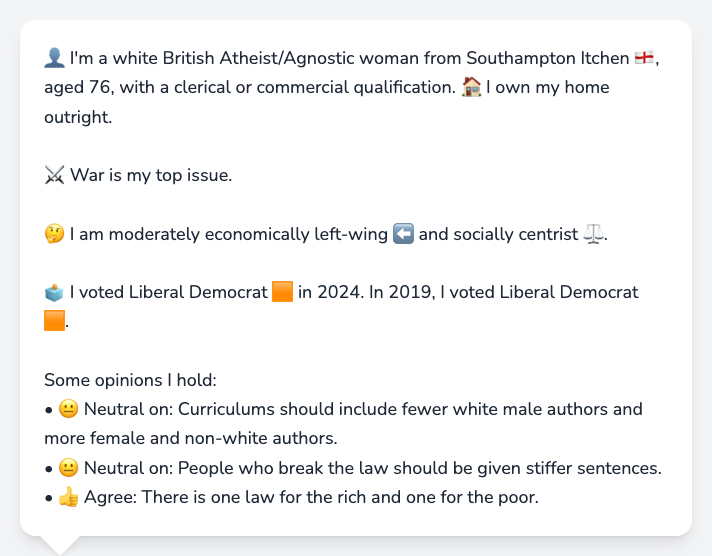 👤 I'm a white British Atheist/Agnostic woman from Southampton Itchen 🏴󠁧󠁢󠁥󠁮󠁧󠁿,
aged 76, with a clerical or commercial qualification. 🏠 I own my home
outright.
⚔️ War is my top issue.
🤔 I am moderately economically left-wing ⬅️ and socially centrist ⚖️.
🗳️ I voted Liberal Democrat 🟧 in 2024. In 2019, I voted Liberal Democrat
🟧.
Some opinions I hold:
• 😐 Neutral on: Curriculums should include fewer white male authors and
more female and non-white authors.
• 😐 Neutral on: People who break the law should be given stiffer sentences.
• 👍 Agree: There is one law for the rich and one for the poor.